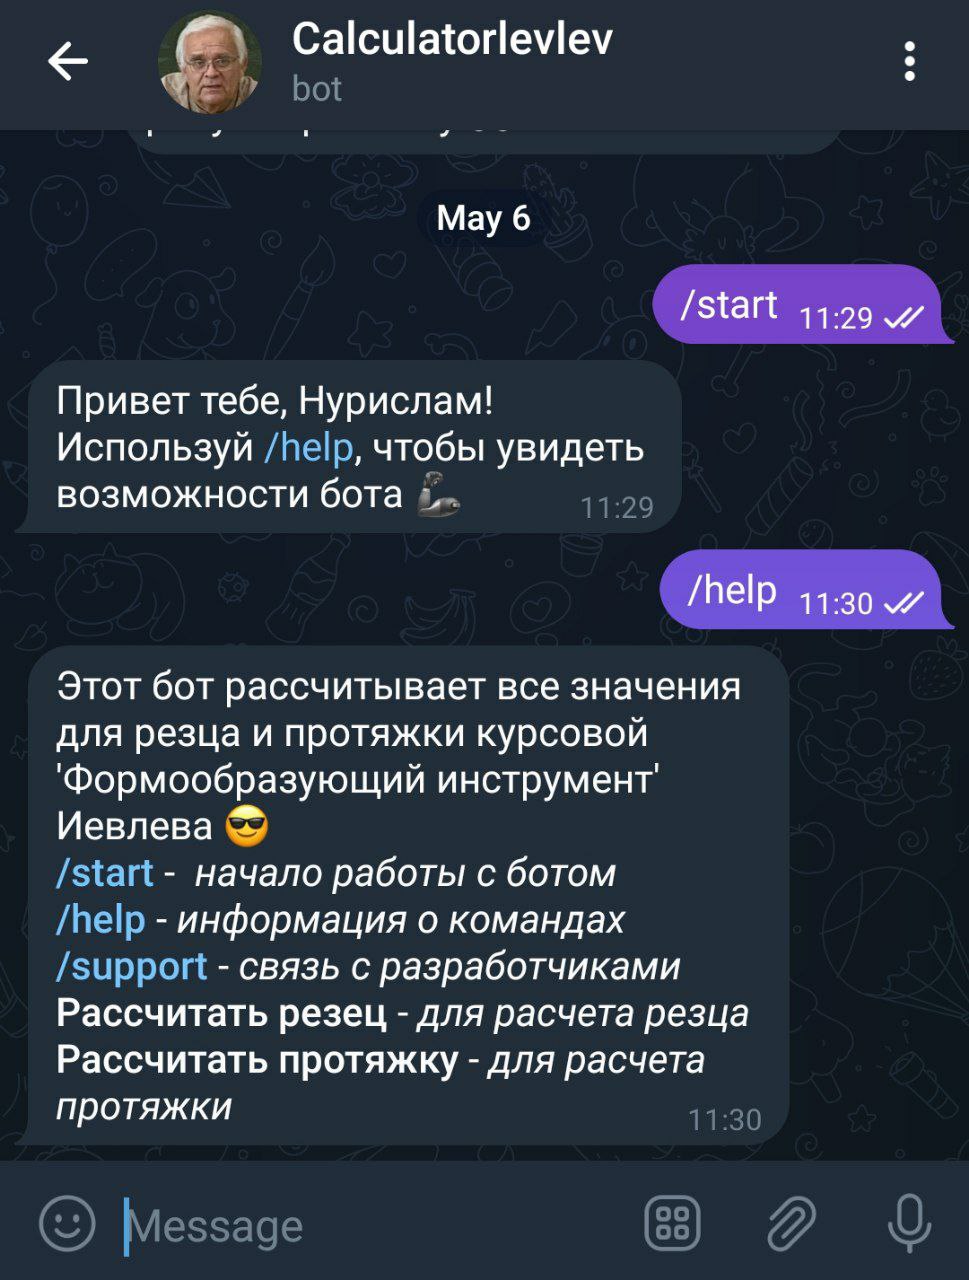 CalculatorIevlev
bot
May 6
/start 11:29
Привет тебе, Нурислам!
Используй /help, чтобы увидеть
возможности бота 🦾 11:29
/help 11:30
Этот бот рассчитывает все значения
для резца и протяжки курсовой
'Формообразующий инструмент'
Иевлева 😎
/start -  начало работы с ботом
/help - информация о командах
/support - связь с разработчиками
Рассчитать резец - для расчета резца
Рассчитать протяжку - для расчета
протяжки 11:30
Message